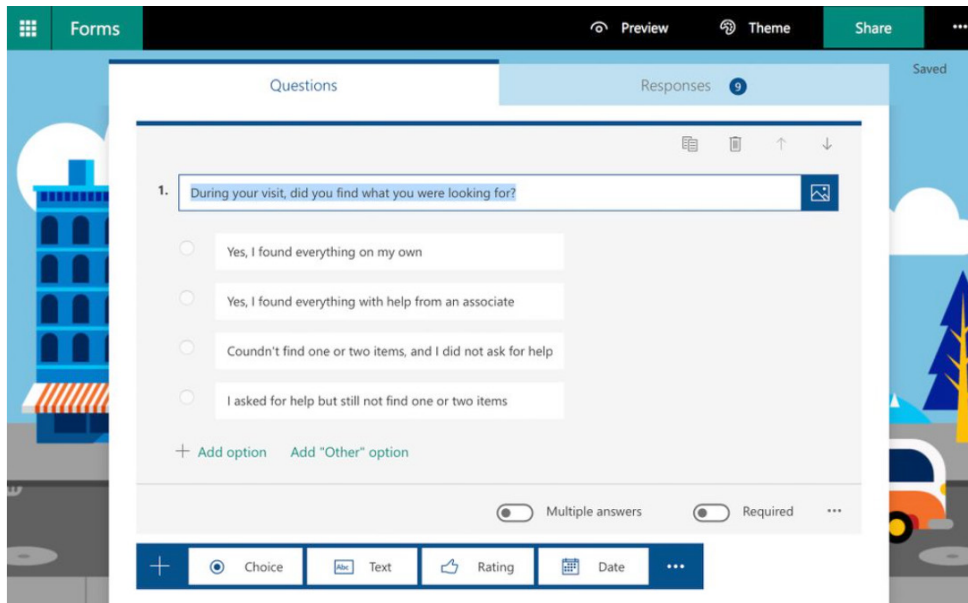 Forms Preview Theme Share ...
Saved
Questions Responses 9
1. During your visit, did you find what you were looking for?
Yes, I found everything on my own
Yes, I found everything with help from an associate
Coundn't find one or two items, and I did not ask for help
I asked for help but still not find one or two items
+ Add option Add "Other" option
Multiple answers Required ...
+ Choice Abc Text Rating Date ...